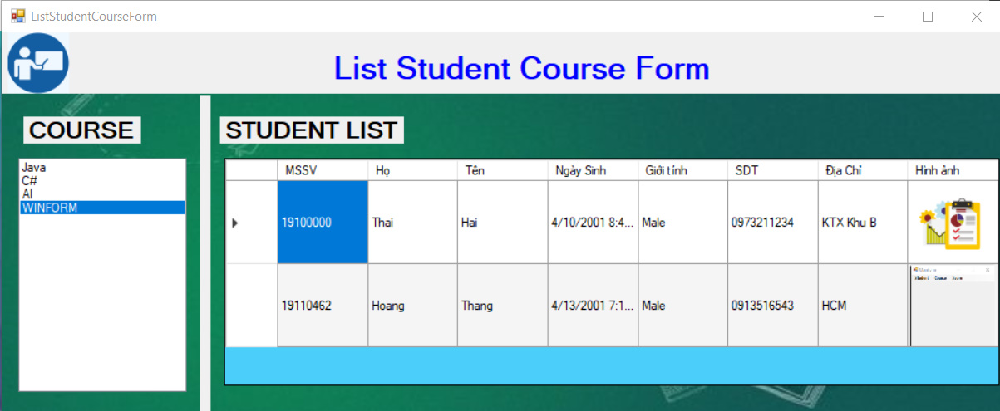 ListStudentCourseForm
List Student Course Form
COURSE
Java
C#
AI
WINFORM
STUDENT LIST
MSSV Họ Tên Ngày Sinh Giới tính SDT Địa Chỉ Hình ảnh
19100000 Thai Hai 4/10/2001 8:4... Male 0973211234 KTX Khu B
19110462 Hoang Thang 4/13/2001 7:1... Male 0913516543 HCM